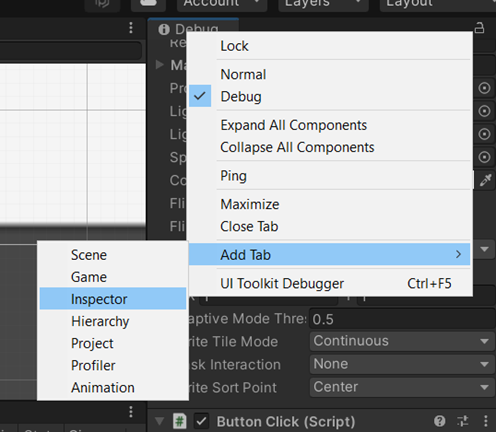 Account
Layers
Layout
Debug
Lock
Normal
Debug
Expand All Components
Collapse All Components
Ping
Maximize
Close Tab
Add Tab
UI Toolkit Debugger Ctrl+F5
Scene
Game
Inspector
Hierarchy
Project
Profiler
Animation
Ma
Pro
Lig
Lig
Sp
Co
Fli
Fli
aptive Mode Thres 0.5
rite Tile Mode Continuous
sk Interaction None
rite Sort Point Center
Button Click (Script)